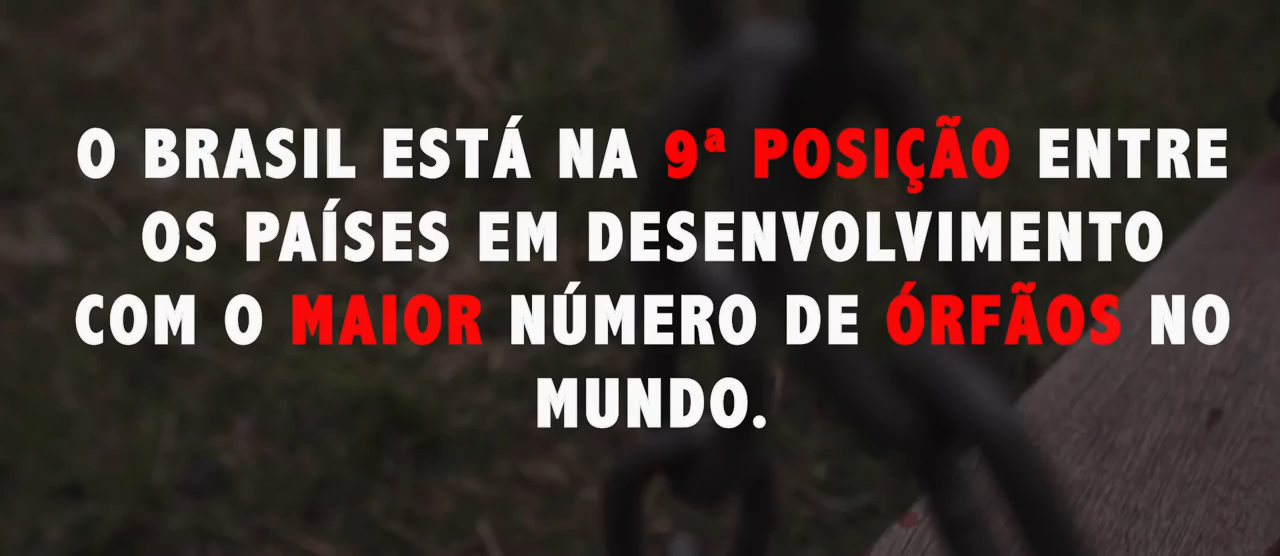 O BRASIL ESTÁ NA 9ª POSIÇÃO ENTRE
OS PAÍSES EM DESENVOLVIMENTO
COM O MAIOR NÚMERO DE ÓRFÃOS NO
MUNDO.